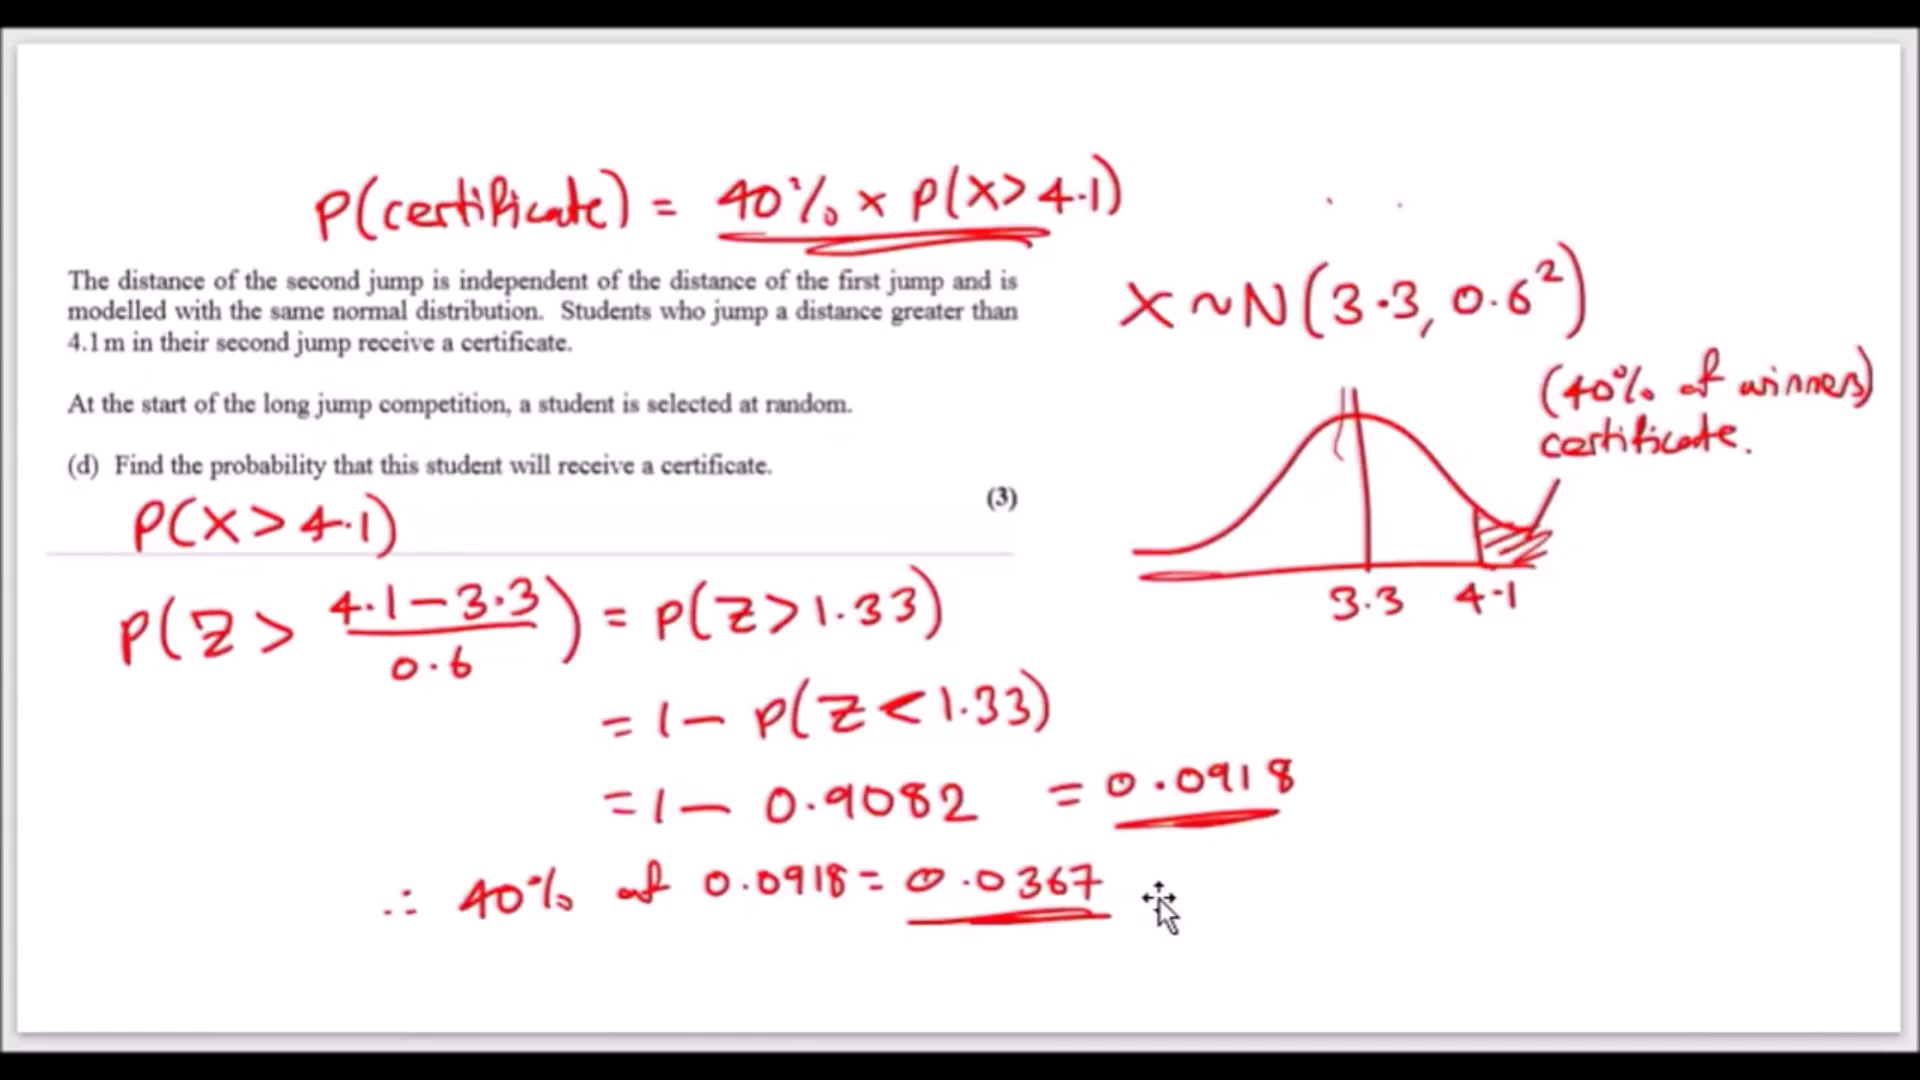 P(certificate) = 40% x P(X>4.1)
The distance of the second jump is independent of the distance of the first jump and is
modelled with the same normal distribution. Students who jump a distance greater than
4.1m in their second jump receive a certificate.
At the start of the long jump competition, a student is selected at random.
(d) Find the probability that this student will receive a certificate.
(3)
X~N(3.3, 0.6²)
(40% of winners)
certificate.
3.3 4.1
P(X>4.1)
P(Z > 4.1-3.3/0.6) = P(Z>1.33)
= 1 - P(Z<1.33)
= 1 - 0.9082 = 0.0918
∴ 40% of 0.0918 = 0.0367